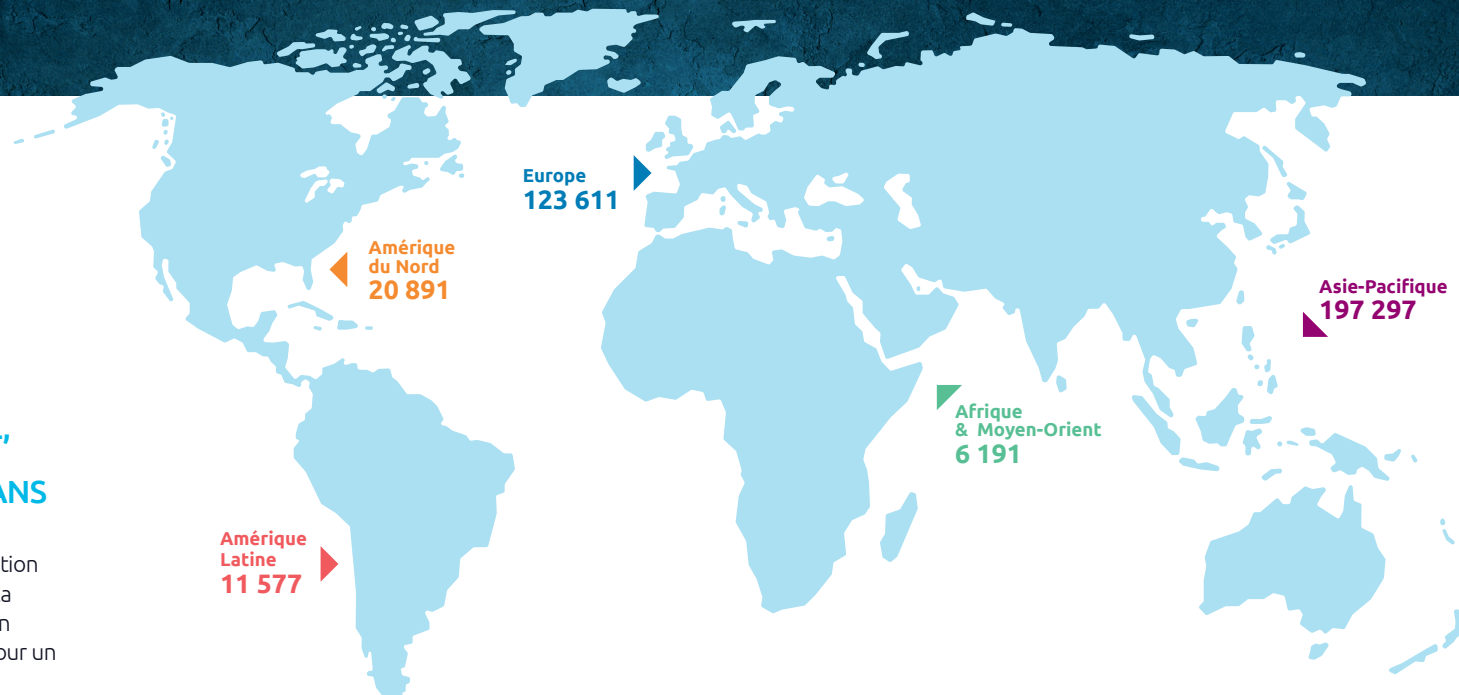 Europe
123 611
Amérique
du Nord
20 891
Asie-Pacifique
197 297
Afrique
& Moyen-Orient
6 191
Amérique
Latine
11 577